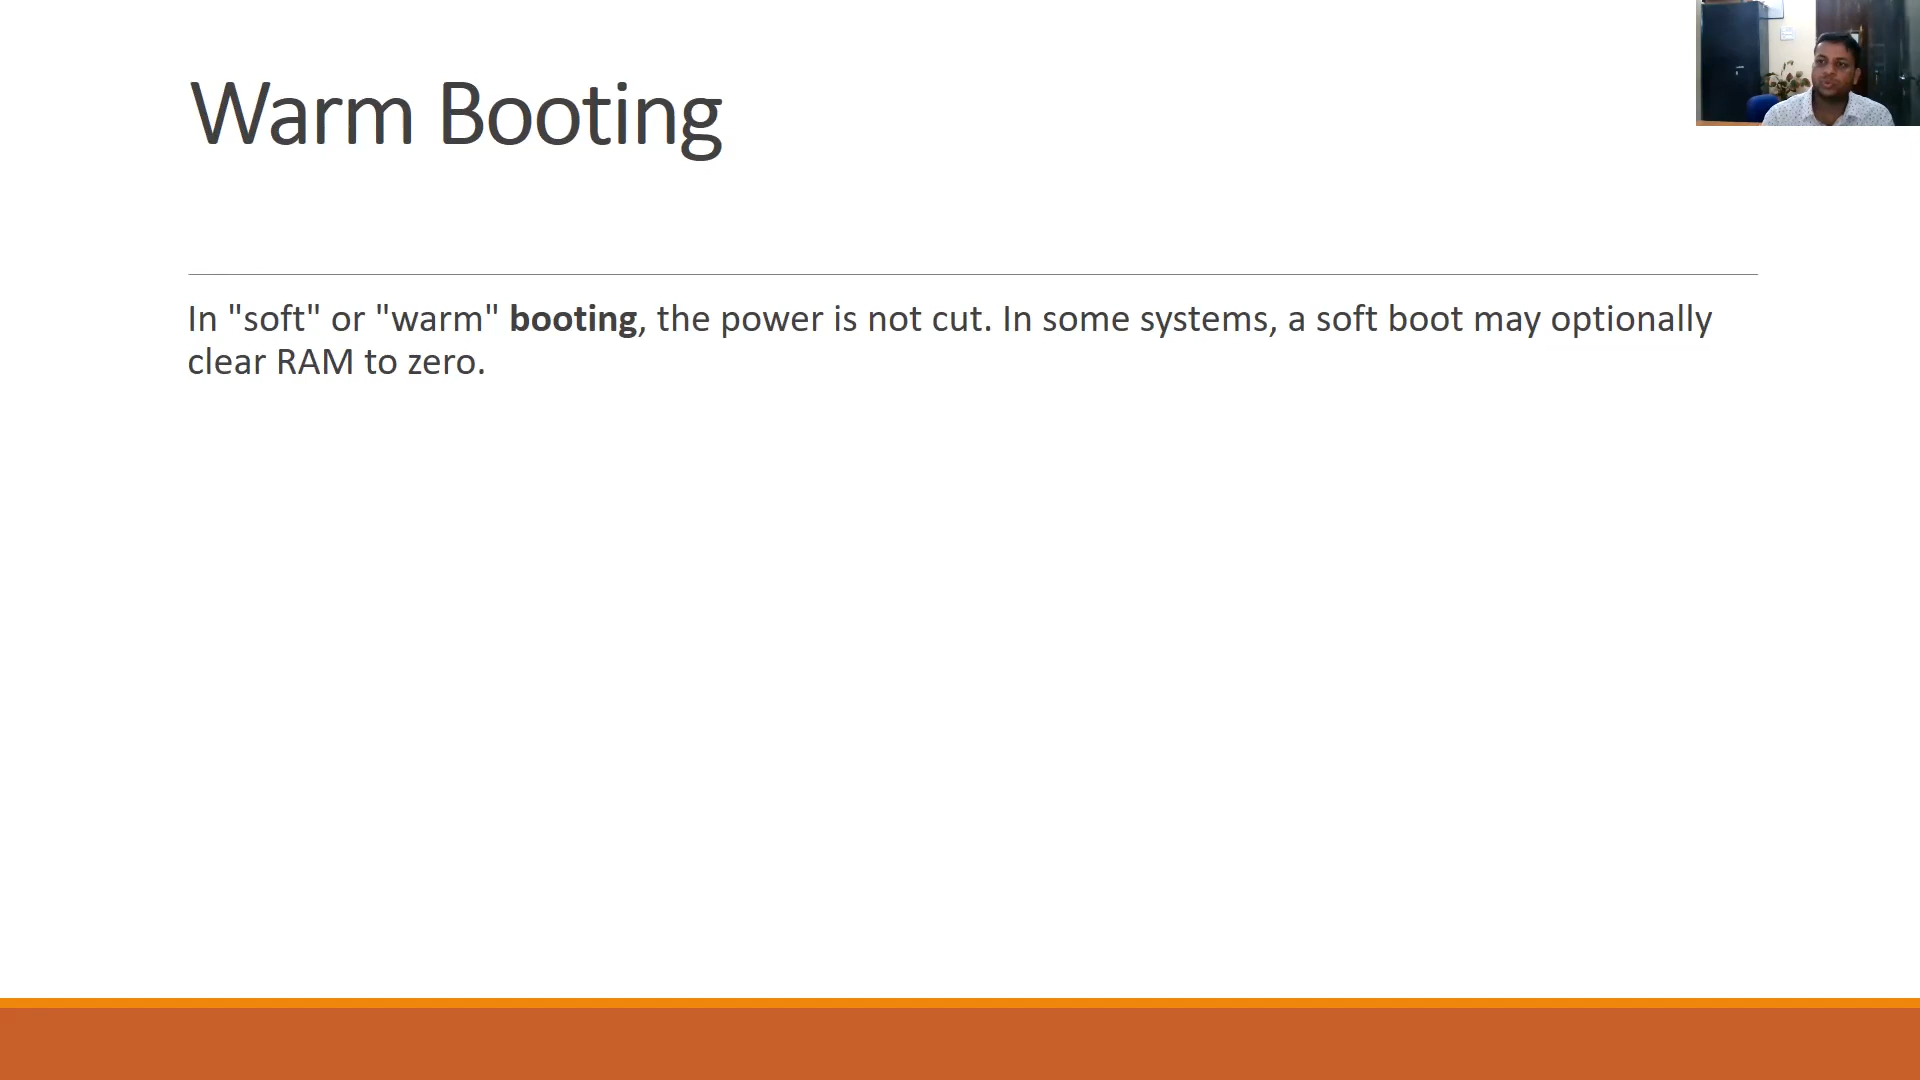 Warm Booting
In "soft" or "warm" booting, the power is not cut. In some systems, a soft boot may optionally
clear RAM to zero.